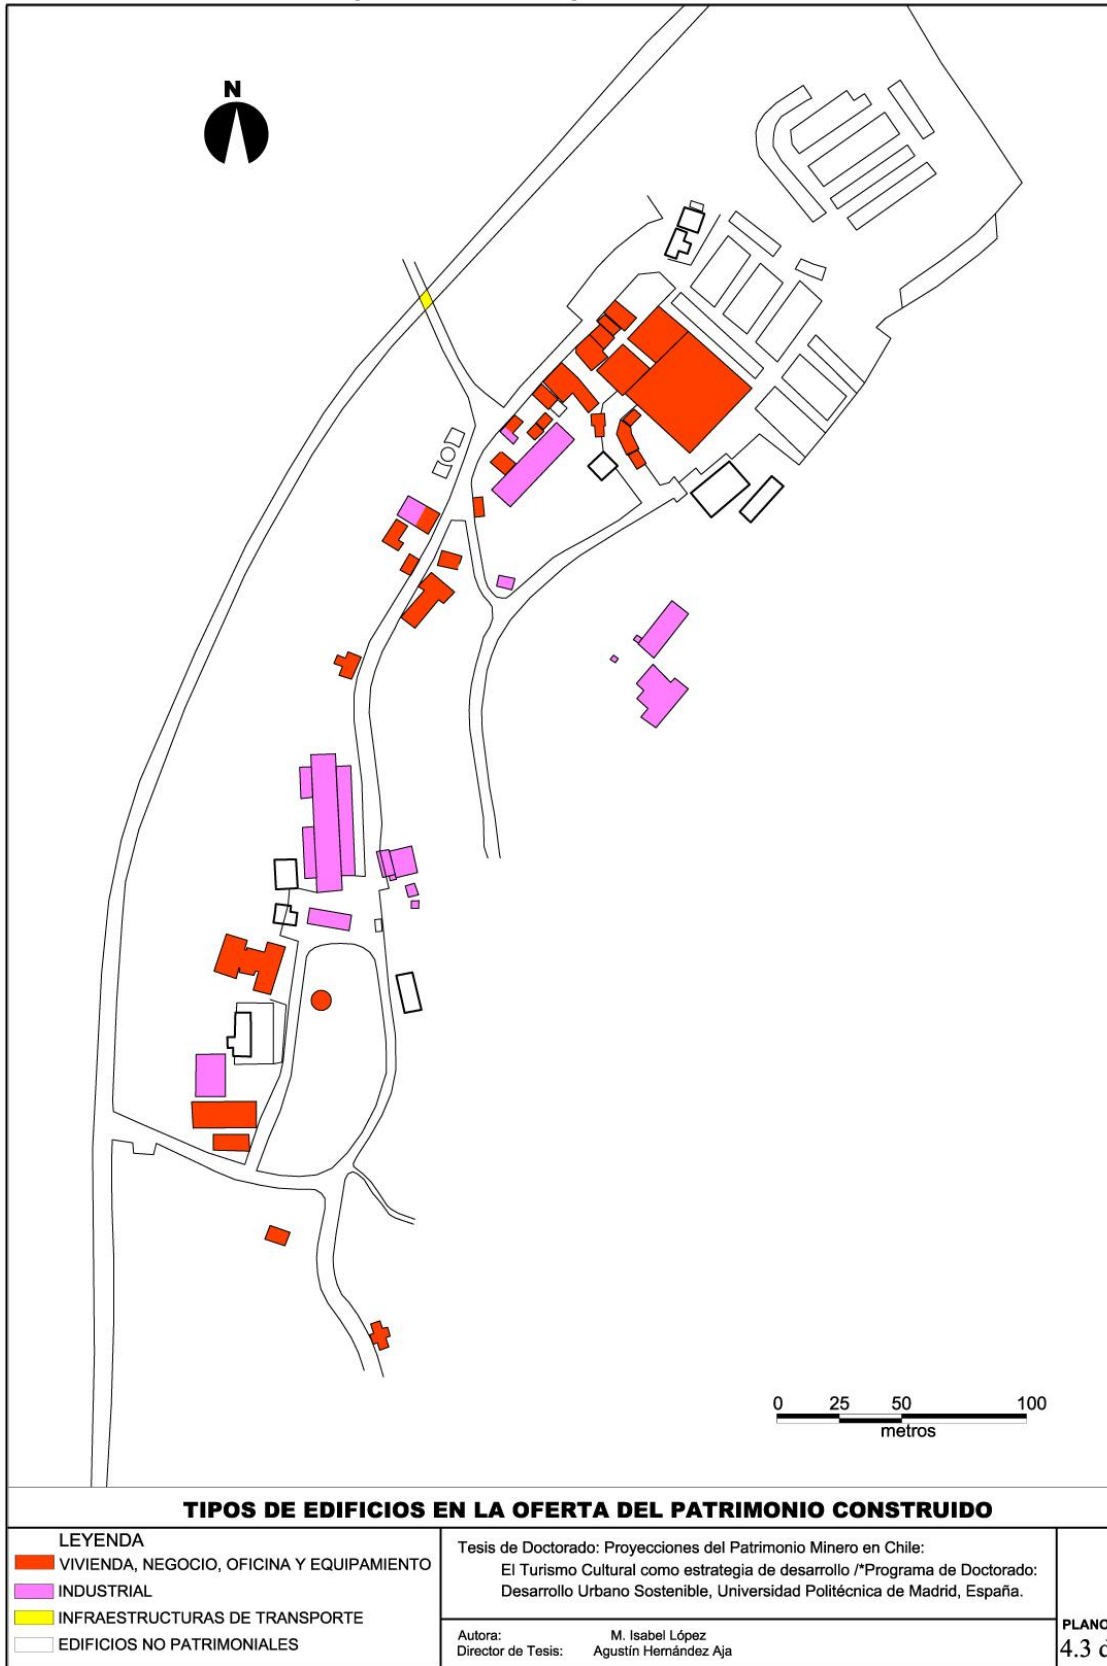 N
0 25 50 100
metros
TIPOS DE EDIFICIOS EN LA OFERTA DEL PATRIMONIO CONSTRUIDO
LEYENDA
VIVIENDA, NEGOCIO, OFICINA Y EQUIPAMIENTO
INDUSTRIAL
INFRAESTRUCTURAS DE TRANSPORTE
EDIFICIOS NO PATRIMONIALES
Tesis de Doctorado: Proyecciones del Patrimonio Minero en Chile:
El Turismo Cultural como estrategia de desarrollo /*Programa de Doctorado:
Desarrollo Urbano Sostenible, Universidad Politécnica de Madrid, España.
Autora: M. Isabel López
Director de Tesis: Agustín Hernández Aja
PLANO
4.3 d